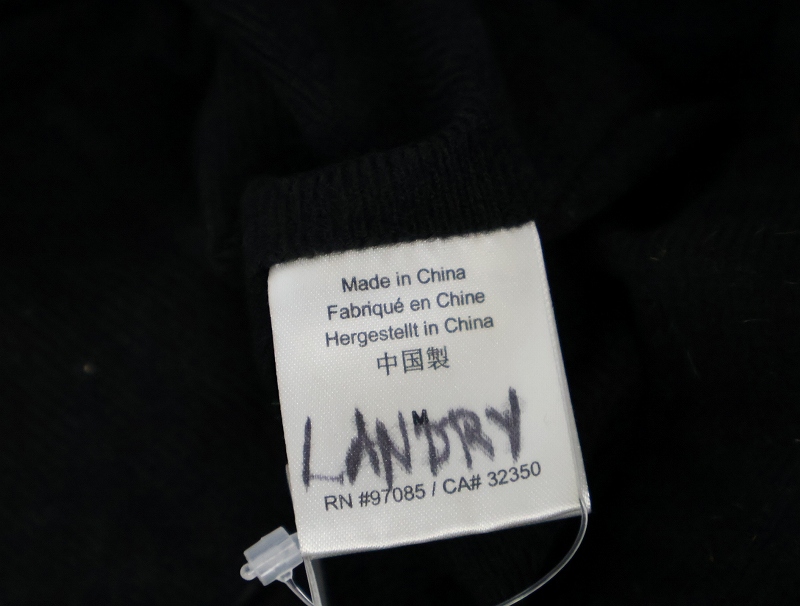 Made in China
Fabriqué en Chine
Hergestellt in China
中国製
M
LANDRY
RN #97085 / CA# 32350